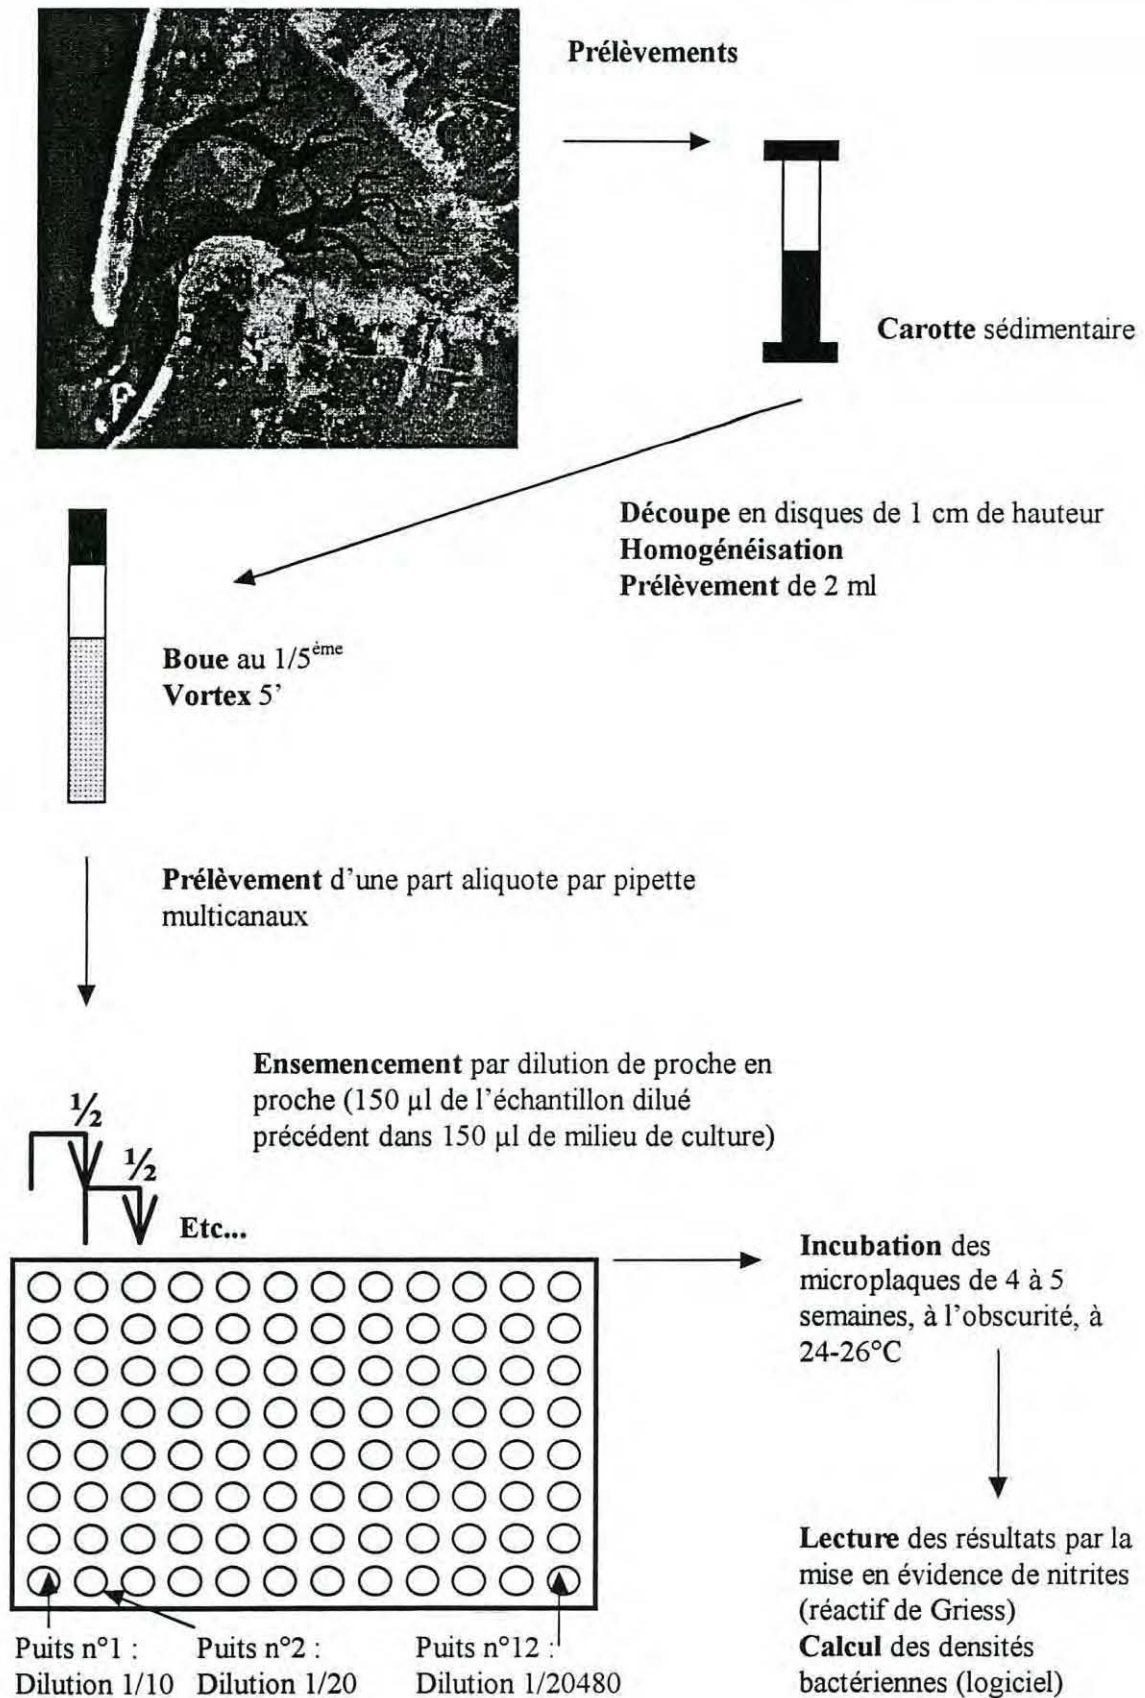 Prélèvements
Carotte sédimentaire
Découpe en disques de 1 cm de hauteur
Homogénéisation
Prélèvement de 2 ml
Boue au 1/5ème
Vortex 5’
Prélèvement d’une part aliquote par pipette
multicanaux
Ensemencement par dilution de proche en
proche (150 µl de l’échantillon dilué
précédent dans 150 µl de milieu de culture)
½
½
Etc...
Incubation des
microplaques de 4 à 5
semaines, à l’obscurité, à
24-26°C
Lecture des résultats par la
mise en évidence de nitrites
(réactif de Griess)
Calcul des densités
bactériennes (logiciel)
Puits n°1 :
Dilution 1/10
Puits n°2 :
Dilution 1/20
Puits n°12 :
Dilution 1/20480